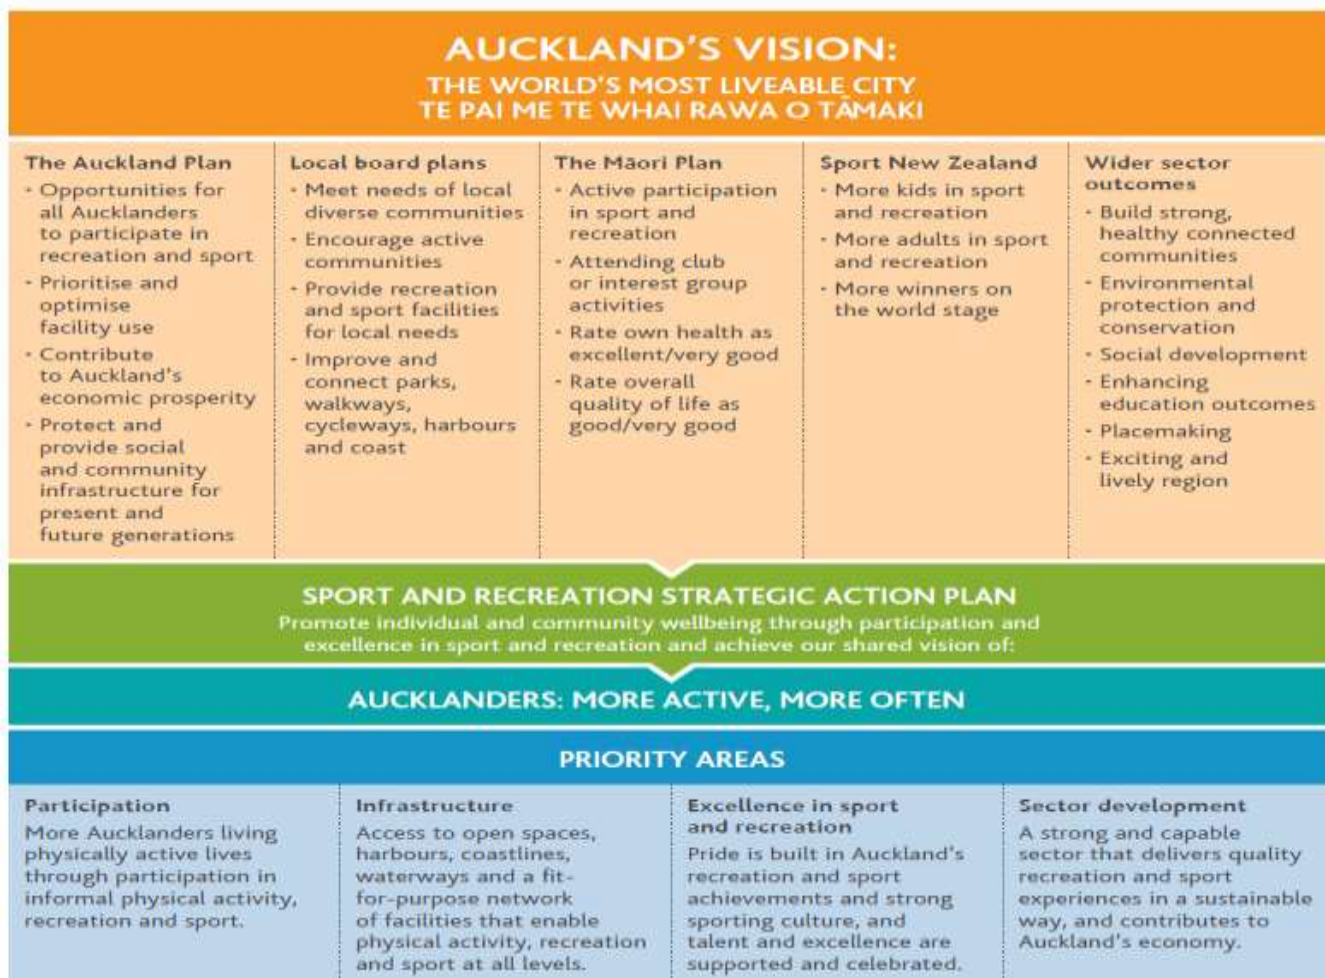 AUCKLAND'S VISION:
THE WORLD'S MOST LIVEABLE CITY
TE PAI ME TE WHAI RAWA O TĀMAKI
The Auckland Plan
• Opportunities for
all Aucklanders
to participate in
recreation and sport
• Prioritise and
optimise
facility use
• Contribute
to Auckland's
economic prosperity
• Protect and
provide social
and community
infrastructure for
present and
future generations
Local board plans
• Meet needs of local
diverse communities
• Encourage active
communities
• Provide recreation
and sport facilities
for local needs
• Improve and
connect parks,
walkways,
cycleways, harbours
and coast
The Māori Plan
• Active participation
in sport and
recreation
• Attending club
or interest group
activities
• Rate own health as
excellent/very good
• Rate overall
quality of life as
good/very good
Sport New Zealand
• More kids in sport
and recreation
• More adults in sport
and recreation
• More winners on
the world stage
Wider sector
outcomes
• Build strong,
healthy connected
communities
• Environmental
protection and
conservation
• Social development
• Enhancing
education outcomes
• Placemaking
• Exciting and
lively region
SPORT AND RECREATION STRATEGIC ACTION PLAN
Promote individual and community wellbeing through participation and
excellence in sport and recreation and achieve our shared vision of:
AUCKLANDERS: MORE ACTIVE, MORE OFTEN
PRIORITY AREAS
Participation
More Aucklanders living
physically active lives
through participation in
informal physical activity,
recreation and sport.
Infrastructure
Access to open spaces,
harbours, coastlines,
waterways and a fit-
for-purpose network
of facilities that enable
physical activity, recreation
and sport at all levels.
Excellence in sport
and recreation
Pride is built in Auckland's
recreation and sport
achievements and strong
sporting culture, and
talent and excellence are
supported and celebrated.
Sector development
A strong and capable
sector that delivers quality
recreation and sport
experiences in a sustainable
way, and contributes to
Auckland's economy.